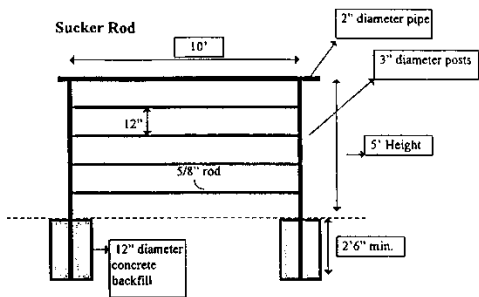 Sucker Rod
10'
2" diameter pipe
3" diameter posts
12"
5' Height
5/8" rod
2'6" min.
12" diameter
concrete
backfill